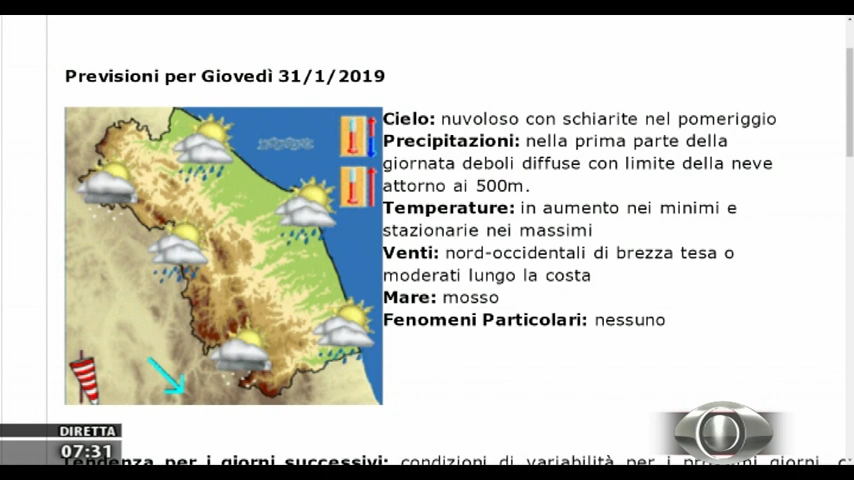 Previsioni per Giovedì 31/1/2019
Cielo: nuvoloso con schiarite nel pomeriggio
Precipitazioni: nella prima parte della
giornata deboli diffuse con limite della neve
attorno ai 500m.
Temperature: in aumento nei minimi e
stazionarie nei massimi
Venti: nord-occidentali di brezza tesa o
moderati lungo la costa
Mare: mosso
Fenomeni Particolari: nessuno
DIRETTA
07:31
Tendenza per i giorni successivi: condizioni di variabilità per i prossimi giorni,